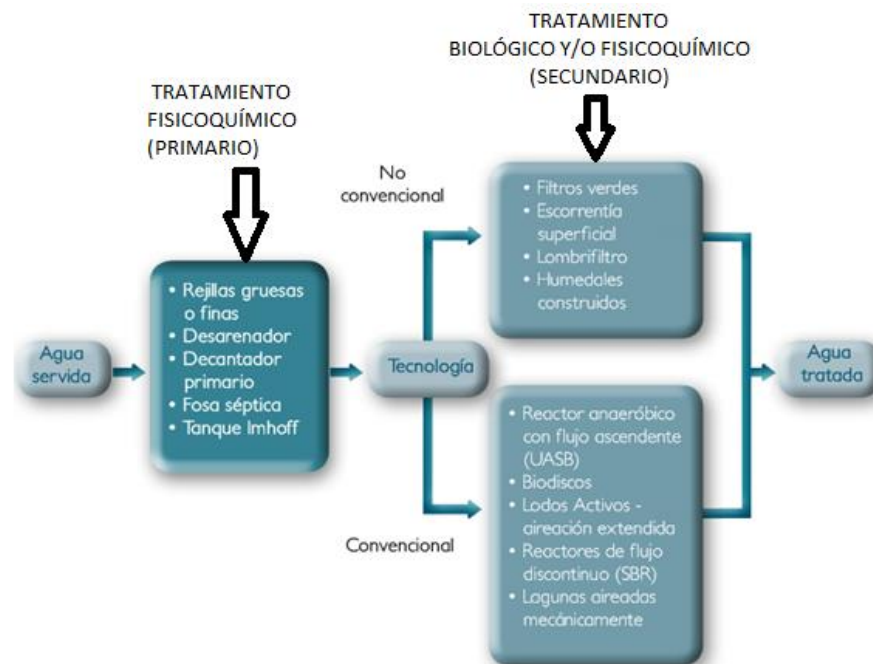 TRATAMIENTO
FISICOQUÍMICO
(PRIMARIO)
TRATAMIENTO
BIOLÓGICO Y/O FISICOQUÍMICO
(SECUNDARIO)
Agua
servida
• Rejillas gruesas
o finas
• Desarenador
• Decantador
primario
• Fosa séptica
• Tanque Imhoff
Tecnología
No
convencional
• Filtros verdes
• Escorrentía
superficial
• Lombrifiltro
• Humedales
construidos
Convencional
• Reactor anaeróbico
con flujo ascendente
(UASB)
• Biodiscos
• Lodos Activos -
aireación extendida
• Reactores de flujo
discontinuo (SBR)
• Lagunas aireadas
mecánicamente
Agua
tratada